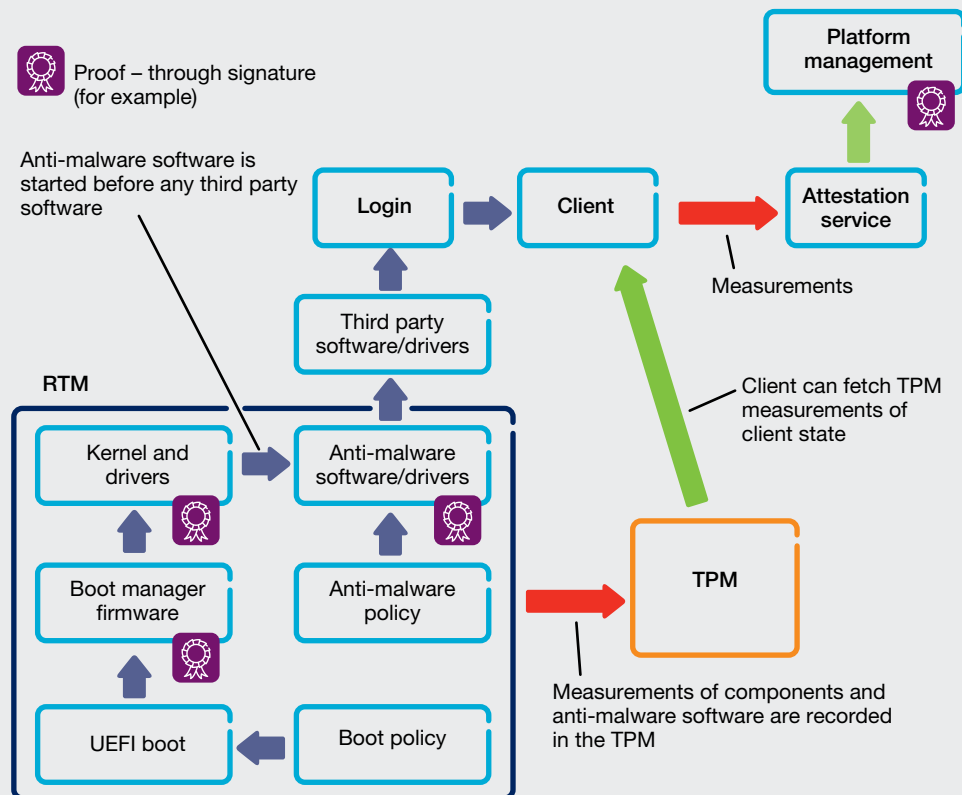 Platform
management
Proof – through signature
(for example)
Anti-malware software is
started before any third party
software
Login
Client
Attestation
service
Measurements
Third party
software/drivers
RTM
Client can fetch TPM
measurements of
client state
Kernel and
drivers
Anti-malware
software/drivers
TPM
Boot manager
firmware
Anti-malware
policy
Measurements of components and
anti-malware software are recorded
in the TPM
UEFI boot
Boot policy